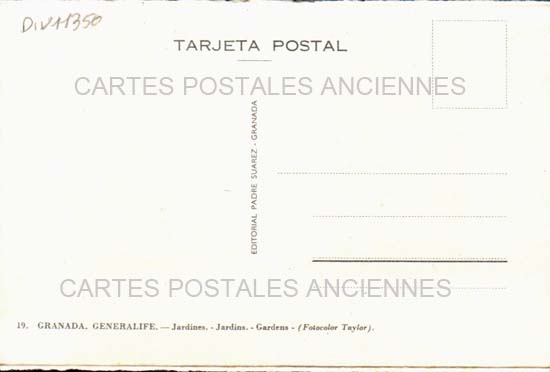 Div11350
TARJETA POSTAL
CARTES POSTALES ANCIENNES
EDITORIAL PADRE SUAREZ - GRANADA
CARTES POSTALES ANCIENNES
19. GRANADA. GENERALIFE. — Jardines. - Jardins. - Gardens - (Fotocolor Taylor).